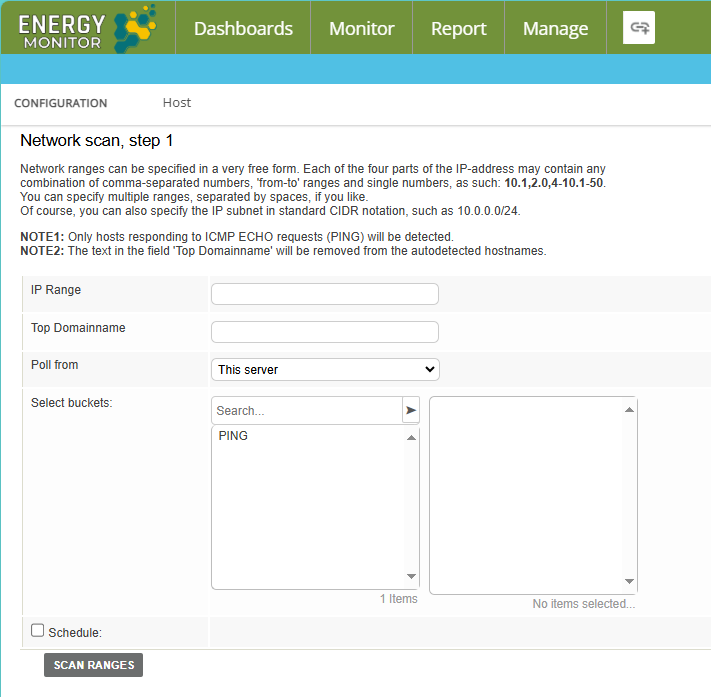 ENERGY
MONITOR
Dashboards
Monitor
Report
Manage
CONFIGURATION
Host
Network scan, step 1
Network ranges can be specified in a very free form. Each of the four parts of the IP-address may contain any
combination of comma-separated numbers, 'from-to' ranges and single numbers, as such: 10.1,2.0,4-10.1-50.
You can specify multiple ranges, separated by spaces, if you like.
Of course, you can also specify the IP subnet in standard CIDR notation, such as 10.0.0.0/24.
NOTE1: Only hosts responding to ICMP ECHO requests (PING) will be detected.
NOTE2: The text in the field 'Top Domainname' will be removed from the autodetected hostnames.
IP Range
Top Domainname
Poll from
This server
Select buckets:
Search...
PING
1 Items
No items selected...
Schedule:
SCAN RANGES